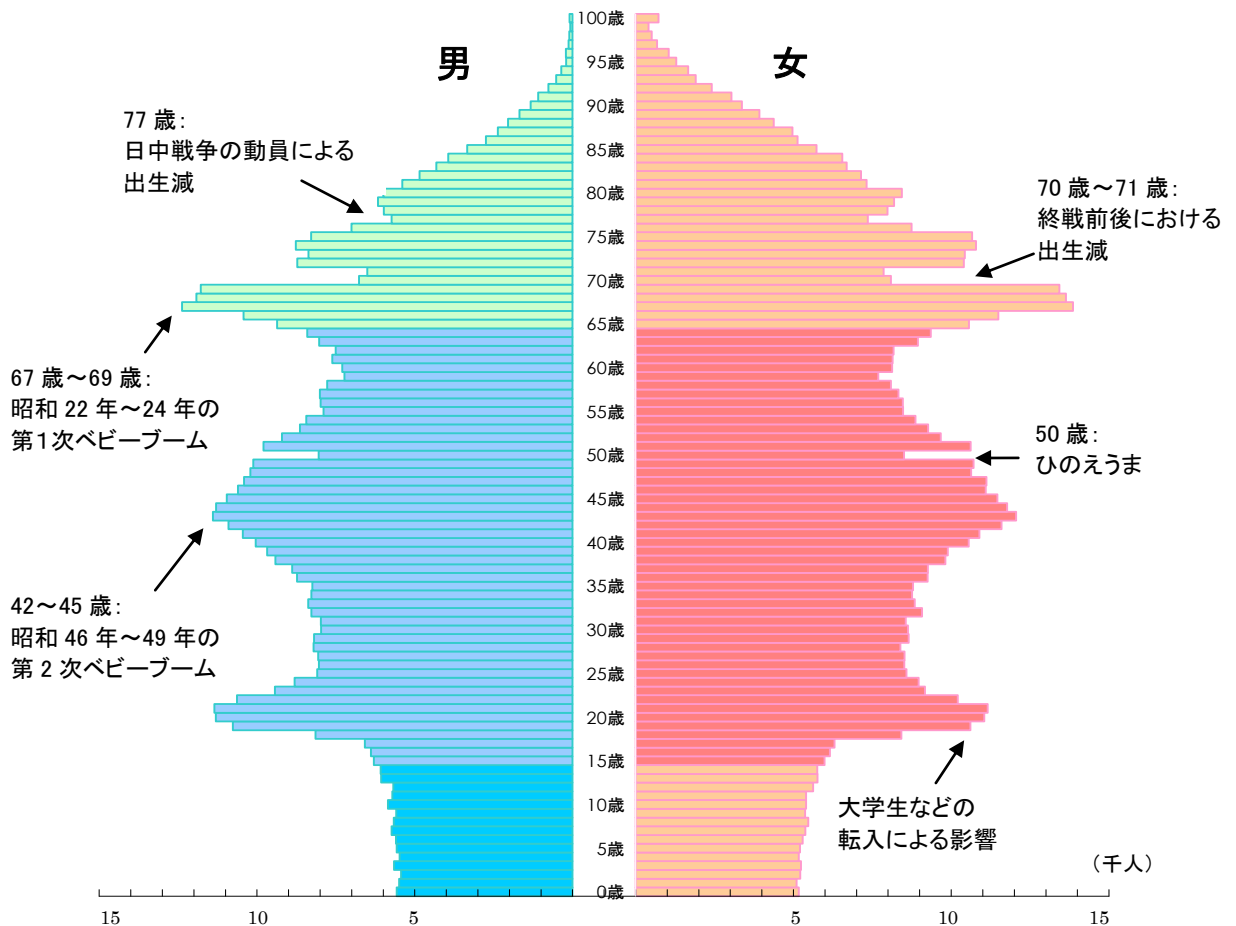 男
女
77 歳:
日中戦争の動員による
出生減
70 歳～71 歳:
終戦前後における
出生減
67 歳～69 歳:
昭和 22 年～24 年の
第1次ベビーブーム
50 歳:
ひのえうま
42～45 歳:
昭和 46 年～49 年の
第 2 次ベビーブーム
大学生などの
転入による影響
(千人)
100歳
95歳
90歳
85歳
80歳
75歳
70歳
65歳
60歳
55歳
50歳
45歳
40歳
35歳
30歳
25歳
20歳
15歳
10歳
5歳
0歳
15 10 5 5 10 15